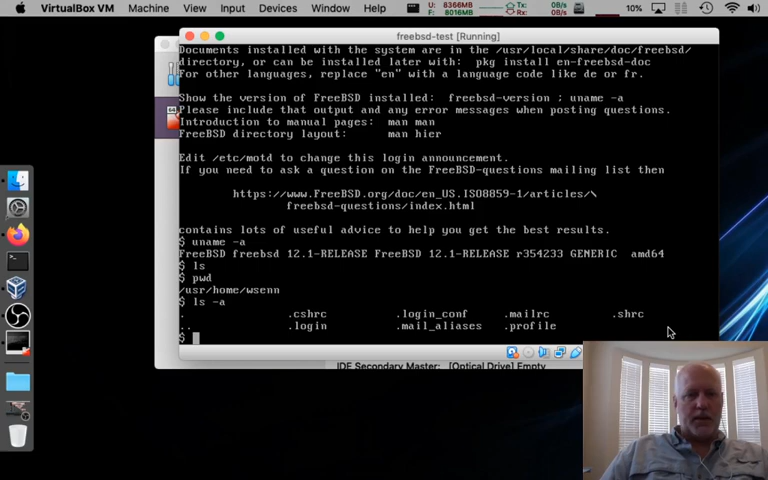 VirtualBox VM Machine View Input Devices Window Help U: 8366MB F: 8016MB Tx: 0B/s Rx: 0B/s 10%
freebsd-test [Running]
Documents installed with the system are in the /usr/local/share/doc/freebsd/
directory, or can be installed later with:  pkg install en-freebsd-doc
For other languages, replace "en" with a language code like de or fr.
Show the version of FreeBSD installed:  freebsd-version ; uname -a
Please include that output and any error messages when posting questions.
Introduction to manual pages:  man man
FreeBSD directory layout:      man hier
Edit /etc/motd to change this login announcement.
If you need to ask a question on the FreeBSD-questions mailing list then
https://www.FreeBSD.org/doc/en_US.ISO8859-1/articles/\
freebsd-questions/index.html
contains lots of useful advice to help you get the best results.
$ uname -a
FreeBSD freebsd 12.1-RELEASE FreeBSD 12.1-RELEASE r354233 GENERIC  amd64
$ ls
$ pwd
/usr/home/wsenn
$ ls -a
. .cshrc .login_conf .mailrc .shrc
.. .login .mail_aliases .profile
$
IDE Secondary Master: [Optical Drive] Empty
64